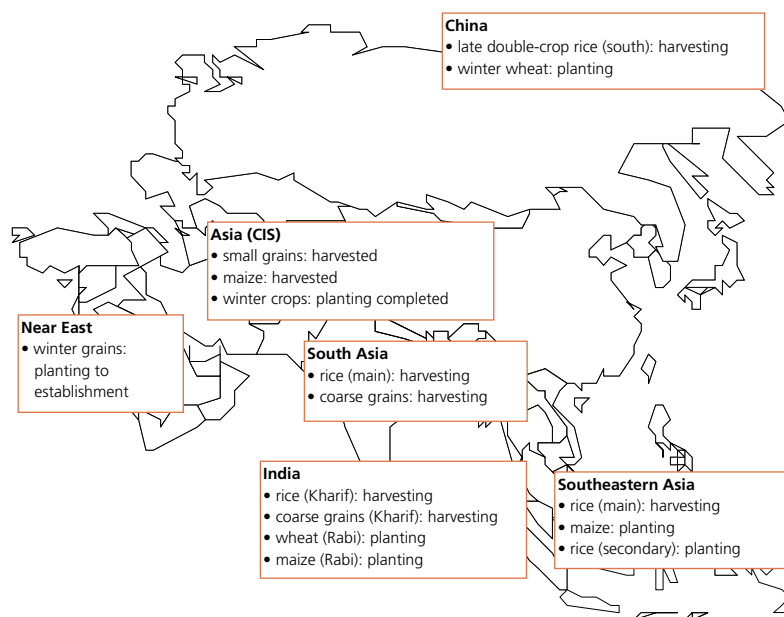 China
• late double-crop rice (south): harvesting
• winter wheat: planting
Asia (CIS)
• small grains: harvested
• maize: harvested
• winter crops: planting completed
Near East
• winter grains:
planting to
establishment
South Asia
• rice (main): harvesting
• coarse grains: harvesting
India
• rice (Kharif): harvesting
• coarse grains (Kharif): harvesting
• wheat (Rabi): planting
• maize (Rabi): planting
Southeastern Asia
• rice (main): harvesting
• maize: planting
• rice (secondary): planting